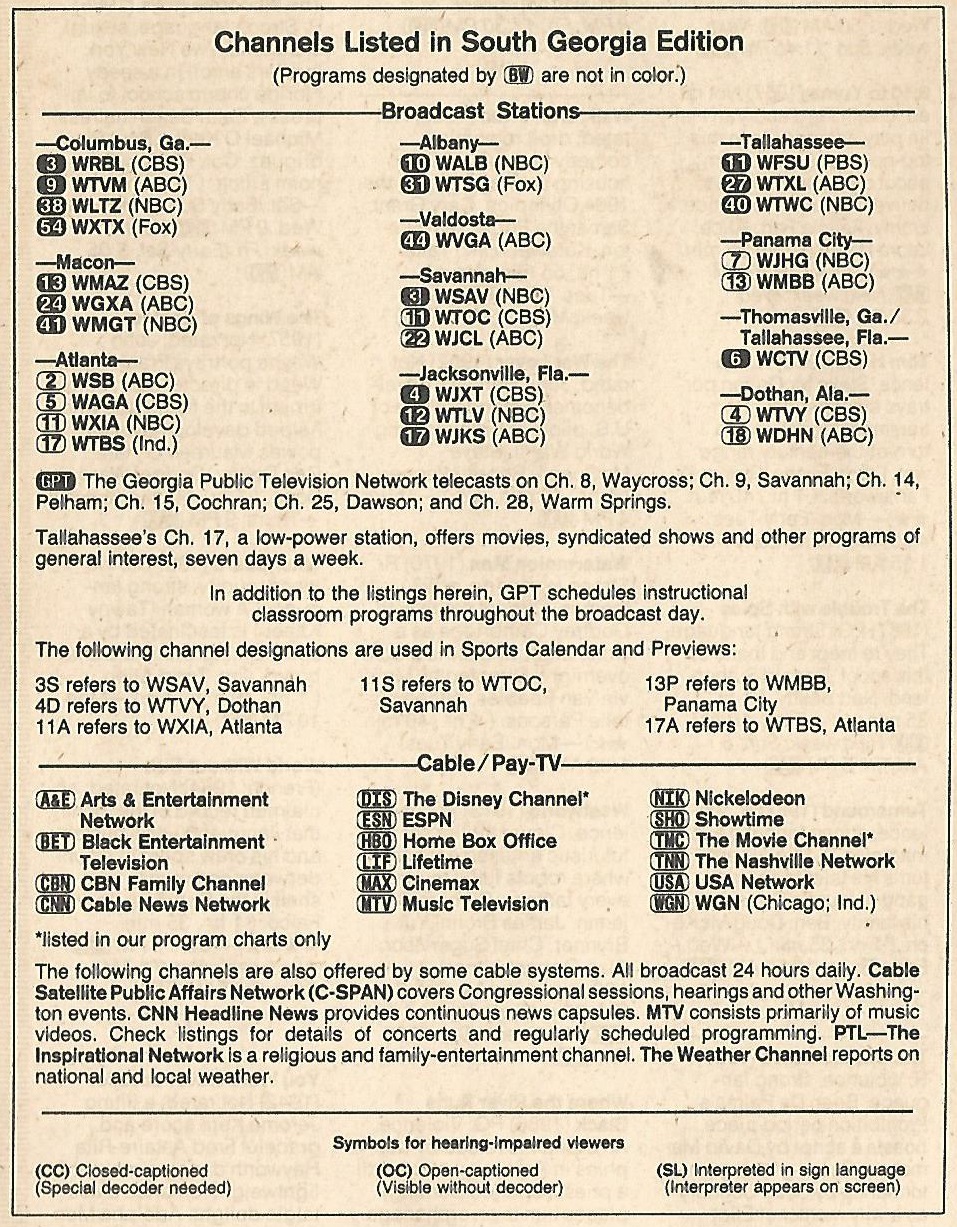 Channels Listed in South Georgia Edition
(Programs designated by BW are not in color.)
Broadcast Stations
—Columbus, Ga.—
3 WRBL (CBS)
9 WTVM (ABC)
38 WLTZ (NBC)
54 WXTX (Fox)
—Macon—
13 WMAZ (CBS)
24 WGXA (ABC)
41 WMGT (NBC)
—Atlanta—
2 WSB (ABC)
5 WAGA (CBS)
11 WXIA (NBC)
17 WTBS (Ind.)
—Albany—
10 WALB (NBC)
31 WTSG (Fox)
—Valdosta—
44 WVGA (ABC)
—Savannah—
3 WSAV (NBC)
11 WTOC (CBS)
22 WJCL (ABC)
—Jacksonville, Fla.—
4 WJXT (CBS)
12 WTLV (NBC)
17 WJKS (ABC)
—Tallahassee—
11 WFSU (PBS)
27 WTXL (ABC)
40 WTWC (NBC)
—Panama City—
7 WJHG (NBC)
13 WMBB (ABC)
—Thomasville, Ga./
Tallahassee, Fla.—
6 WCTV (CBS)
—Dothan, Ala.—
4 WTVY (CBS)
18 WDHN (ABC)
GPT The Georgia Public Television Network telecasts on Ch. 8, Waycross; Ch. 9, Savannah; Ch. 14,
Pelham; Ch. 15, Cochran; Ch. 25, Dawson; and Ch. 28, Warm Springs.
Tallahassee's Ch. 17, a low-power station, offers movies, syndicated shows and other programs of
general interest, seven days a week.
In addition to the listings herein, GPT schedules instructional
classroom programs throughout the broadcast day.
The following channel designations are used in Sports Calendar and Previews:
3S refers to WSAV, Savannah
4D refers to WTVY, Dothan
11A refers to WXIA, Atlanta
11S refers to WTOC,
Savannah
13P refers to WMBB,
Panama City
17A refers to WTBS, Atlanta
Cable/Pay-TV
A&E Arts & Entertainment
Network
BET Black Entertainment
Television
CBN CBN Family Channel
CNN Cable News Network
DIS The Disney Channel*
ESN ESPN
HBO Home Box Office
LIF Lifetime
MAX Cinemax
MTV Music Television
NIK Nickelodeon
SHO Showtime
TMC The Movie Channel*
TNN The Nashville Network
USA USA Network
WGN WGN (Chicago; Ind.)
*listed in our program charts only
The following channels are also offered by some cable systems. All broadcast 24 hours daily. Cable
Satellite Public Affairs Network (C-SPAN) covers Congressional sessions, hearings and other Washing-
ton events. CNN Headline News provides continuous news capsules. MTV consists primarily of music
videos. Check listings for details of concerts and regularly scheduled programming. PTL—The
Inspirational Network is a religious and family-entertainment channel. The Weather Channel reports on
national and local weather.
Symbols for hearing-impaired viewers
(CC) Closed-captioned
(Special decoder needed)
(OC) Open-captioned
(Visible without decoder)
(SL) Interpreted in sign language
(Interpreter appears on screen)